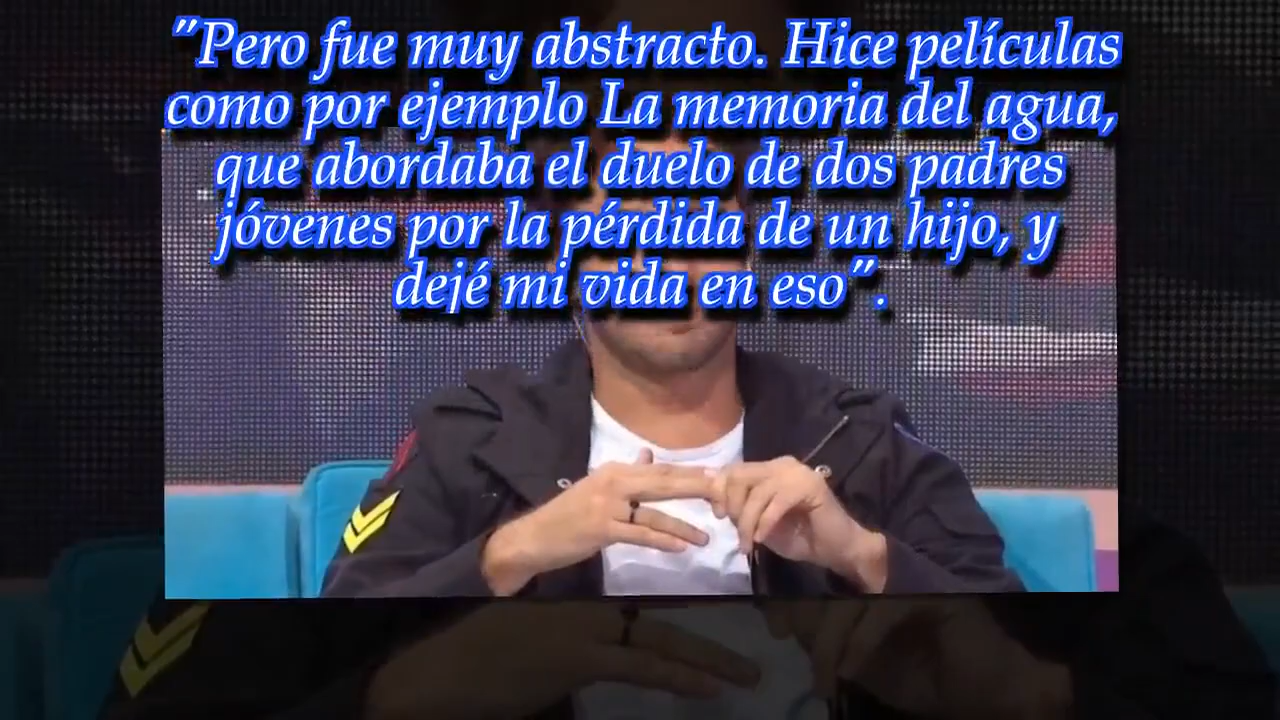 "Pero fue muy abstracto. Hice películas
como por ejemplo La memoria del agua,
que abordaba el duelo de dos padres
jóvenes por la pérdida de un hijo, y
dejé mi vida en eso".